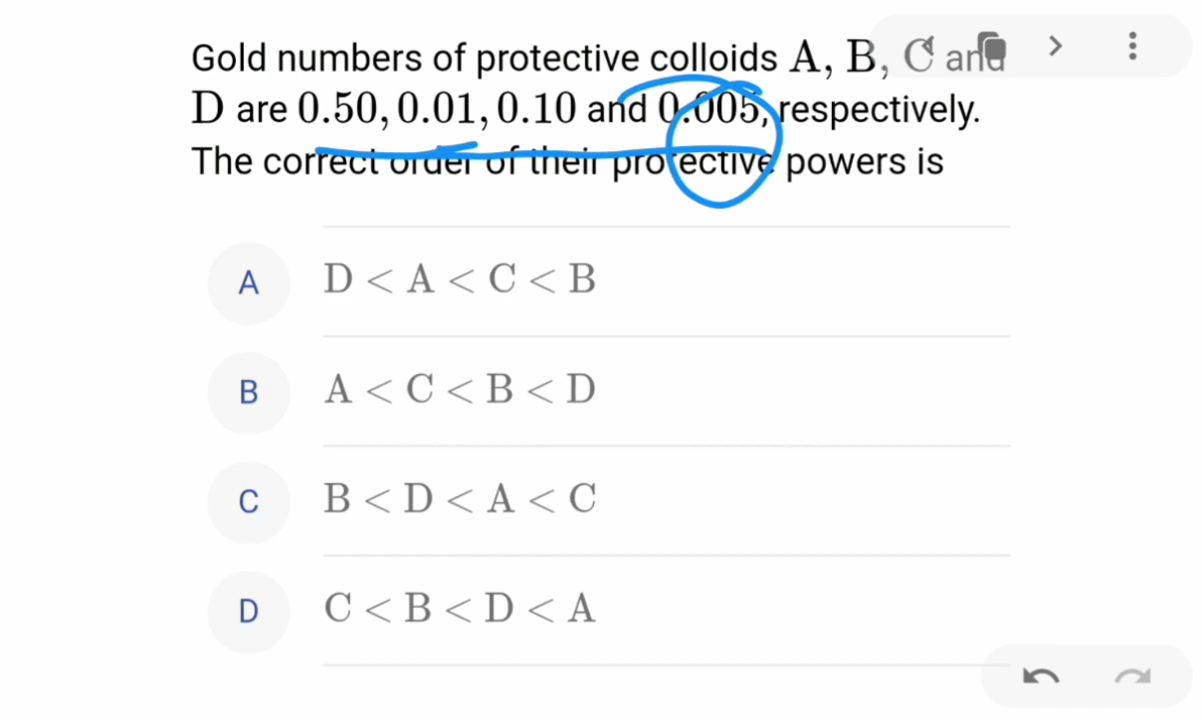 Gold numbers of protective colloids A, B, C and
D are 0.50, 0.01, 0.10 and 0.005, respectively.
The correct order of their protective powers is
A D < A < C < B
B A < C < B < D
C B < D < A < C
D C < B < D < A